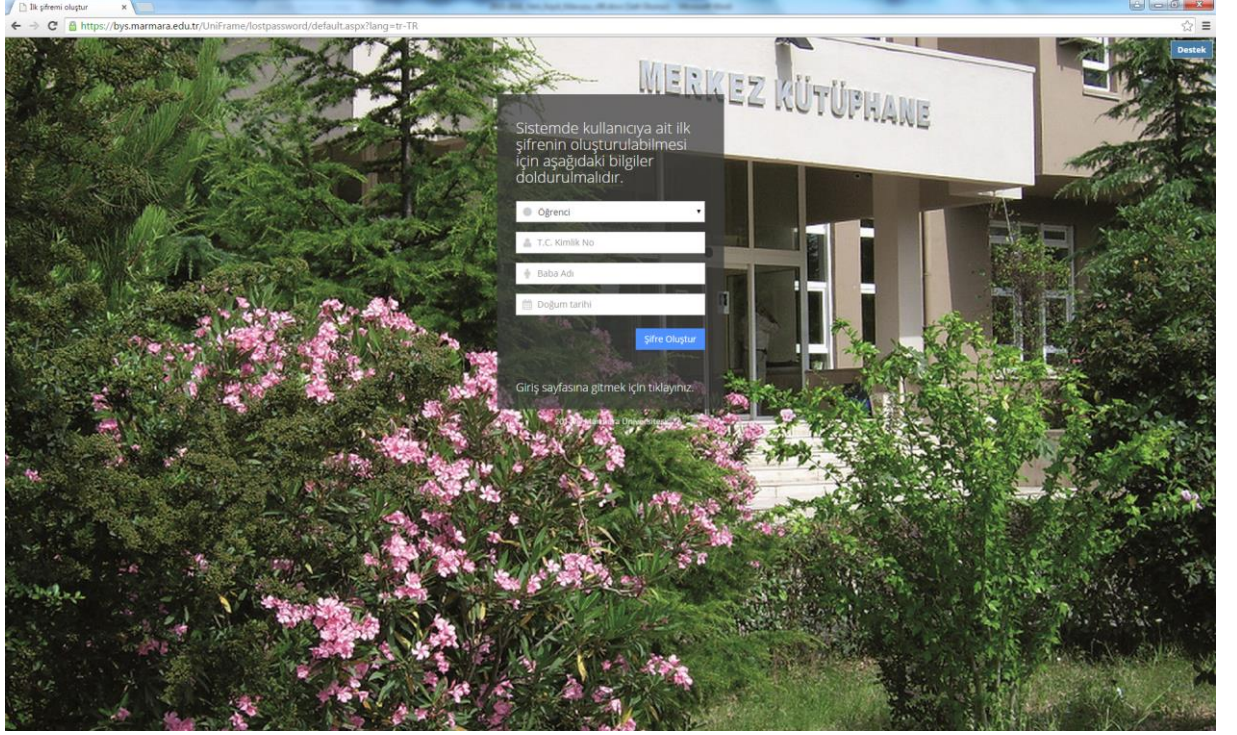 İlk şifremi oluştur
https://bys.marmara.edu.tr/UniFrame/lostpassword/default.aspx?lang=tr-TR
Destek
MERKEZ KÜTÜPHANE
Sistemde kullanıcıya ait ilk
şifrenin oluşturulabilmesi
için aşağıdaki bilgiler
doldurulmalıdır.
Öğrenci
T.C. Kimlik No
Baba Adı
Doğum tarihi
Şifre Oluştur
Giriş sayfasına gitmek için tıklayınız.